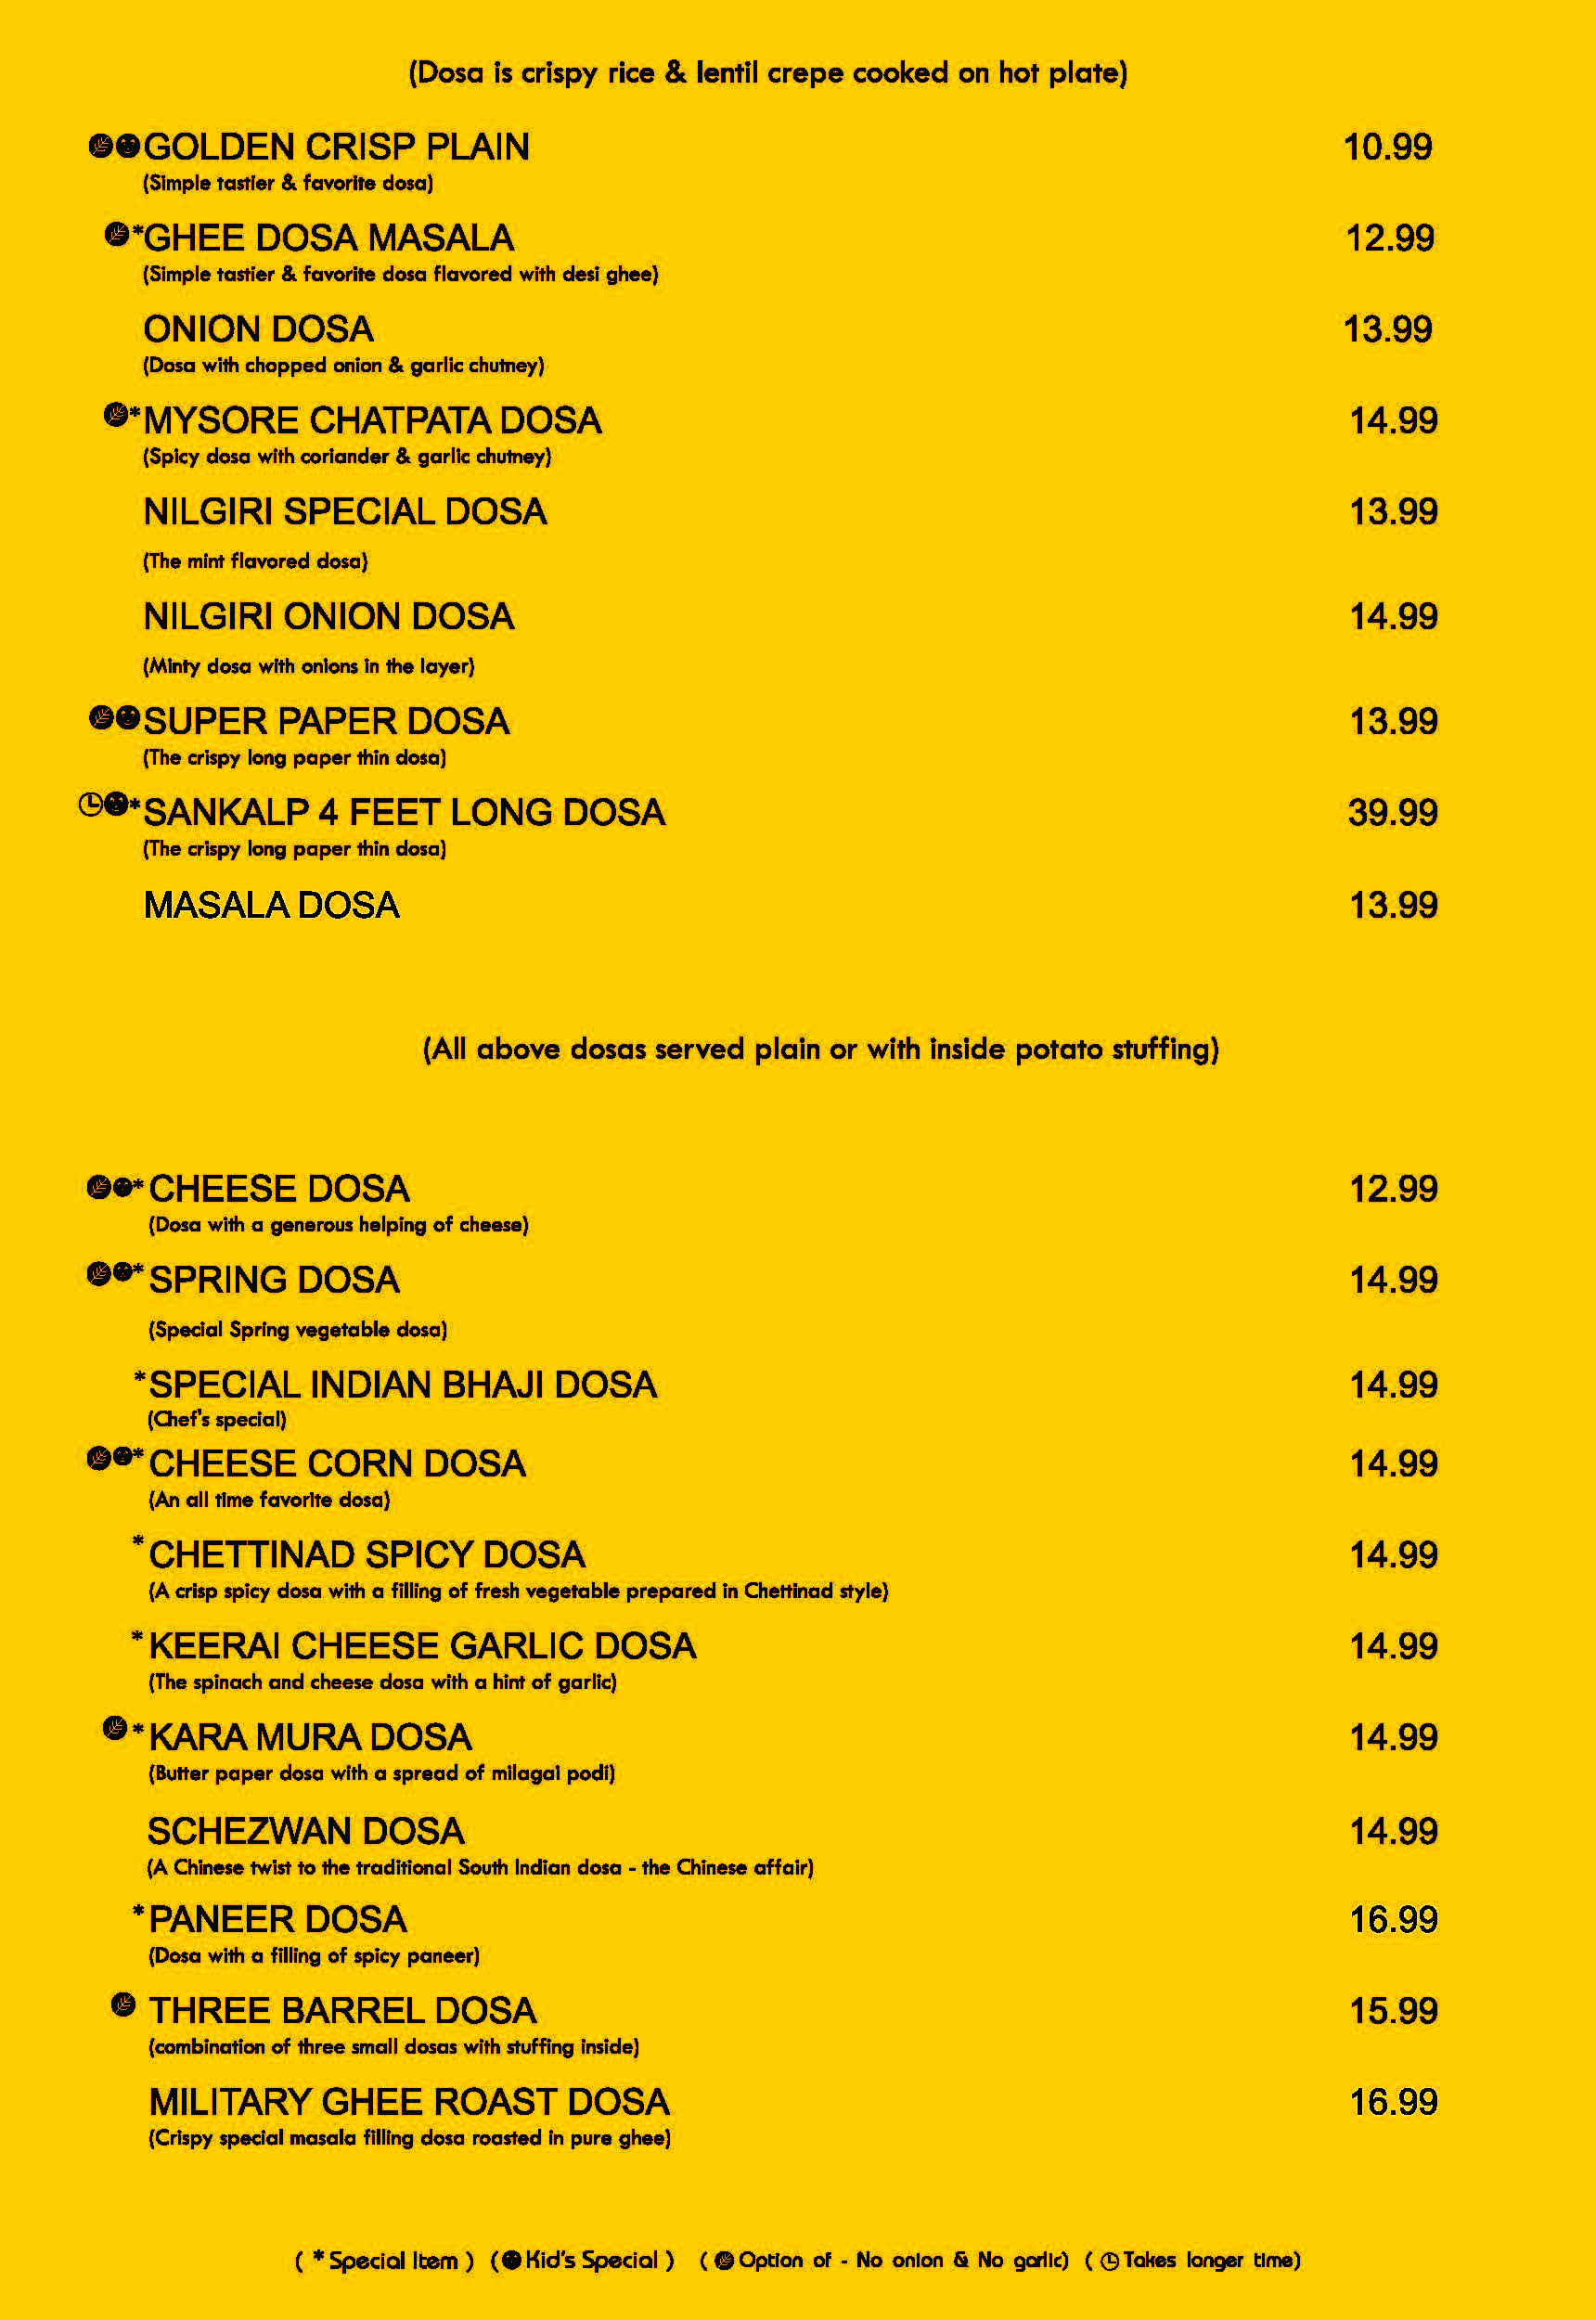 (Dosa is crispy rice & lentil crepe cooked on hot plate)
GOLDEN CRISP PLAIN 10.99
(Simple tastier & favorite dosa)
*GHEE DOSA MASALA 12.99
(Simple tastier & favorite dosa flavored with desi ghee)
ONION DOSA 13.99
(Dosa with chopped onion & garlic chutney)
*MYSORE CHATPATA DOSA 14.99
(Spicy dosa with coriander & garlic chutney)
NILGIRI SPECIAL DOSA 13.99
(The mint flavored dosa)
NILGIRI ONION DOSA 14.99
(Minty dosa with onions in the layer)
SUPER PAPER DOSA 13.99
(The crispy long paper thin dosa)
*SANKALP 4 FEET LONG DOSA 39.99
(The crispy long paper thin dosa)
MASALA DOSA 13.99
(All above dosas served plain or with inside potato stuffing)
*CHEESE DOSA 12.99
(Dosa with a generous helping of cheese)
*SPRING DOSA 14.99
(Special Spring vegetable dosa)
*SPECIAL INDIAN BHAJI DOSA 14.99
(Chef's special)
*CHEESE CORN DOSA 14.99
(An all time favorite dosa)
*CHETTINAD SPICY DOSA 14.99
(A crisp spicy dosa with a filling of fresh vegetable prepared in Chettinad style)
*KEERAI CHEESE GARLIC DOSA 14.99
(The spinach and cheese dosa with a hint of garlic)
*KARA MURA DOSA 14.99
(Butter paper dosa with a spread of milagai podi)
SCHEZWAN DOSA 14.99
(A Chinese twist to the traditional South Indian dosa - the Chinese affair)
*PANEER DOSA 16.99
(Dosa with a filling of spicy paneer)
THREE BARREL DOSA 15.99
(combination of three small dosas with stuffing inside)
MILITARY GHEE ROAST DOSA 16.99
(Crispy special masala filling dosa roasted in pure ghee)
( * Special Item ) ( Kid's Special ) ( Option of - No onion & No garlic) ( Takes longer time)